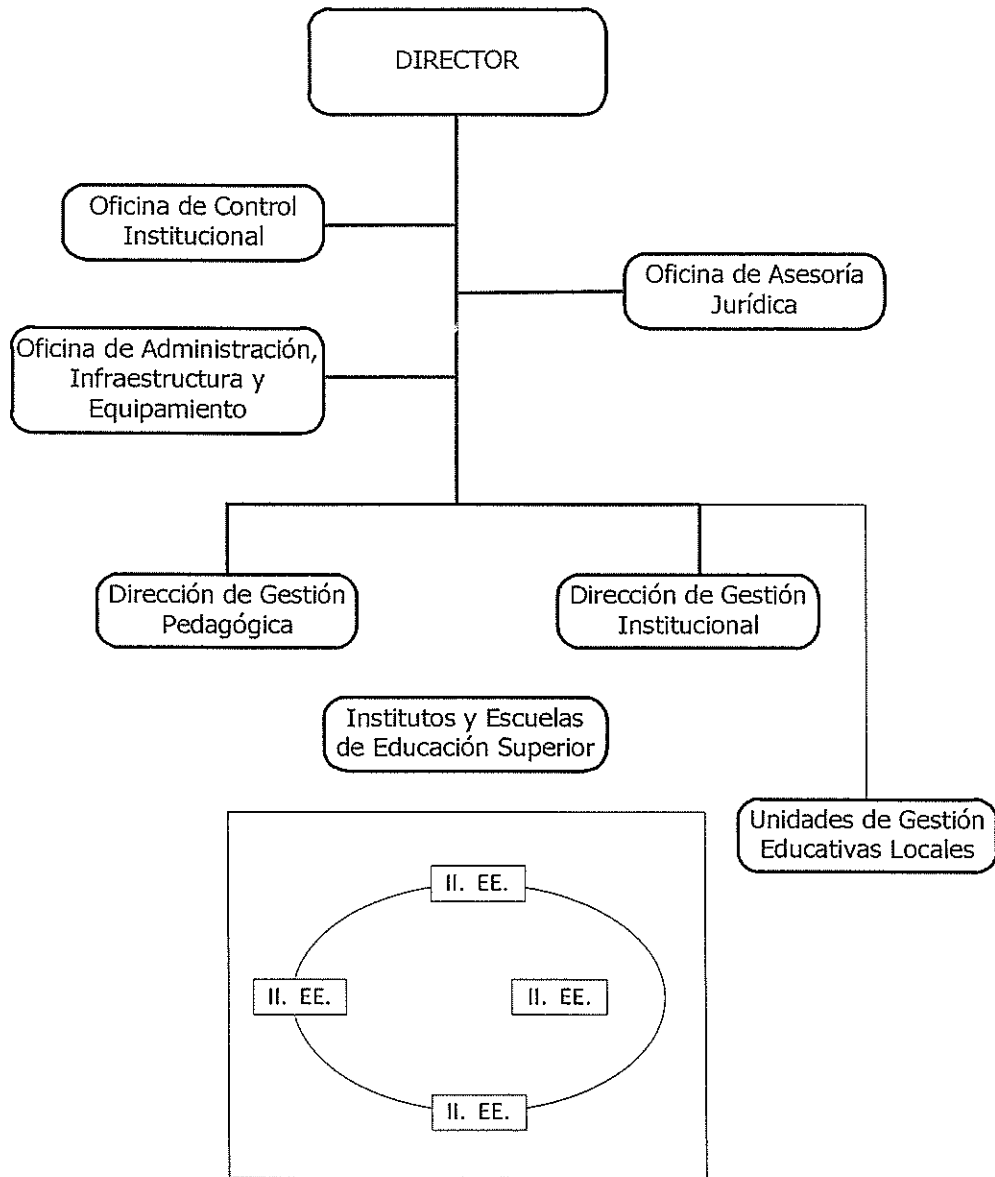 DIRECTOR
Oficina de Control
Institucional
Oficina de Asesoría
Jurídica
Oficina de Administración,
Infraestructura y
Equipamiento
Dirección de Gestión
Pedagógica
Dirección de Gestión
Institucional
Institutos y Escuelas
de Educación Superior
Unidades de Gestión
Educativas Locales
II. EE.
II. EE.
II. EE.
II. EE.